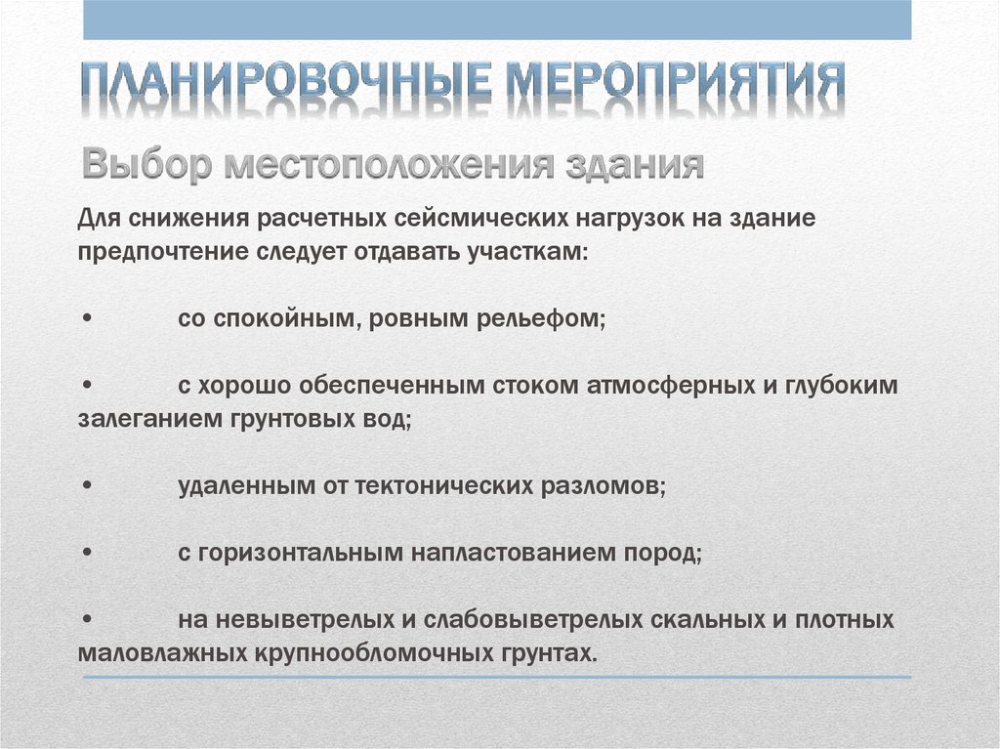 ПЛАНИРОВОЧНЫЕ МЕРОПРИЯТИЯ
Выбор местоположения здания
Для снижения расчетных сейсмических нагрузок на здание
предпочтение следует отдавать участкам:
• со спокойным, ровным рельефом;
• с хорошо обеспеченным стоком атмосферных и глубоким
залеганием грунтовых вод;
• удаленным от тектонических разломов;
• с горизонтальным напластованием пород;
• на невыветрелых и слабовыветрелых скальных и плотных
маловлажных крупнообломочных грунтах.